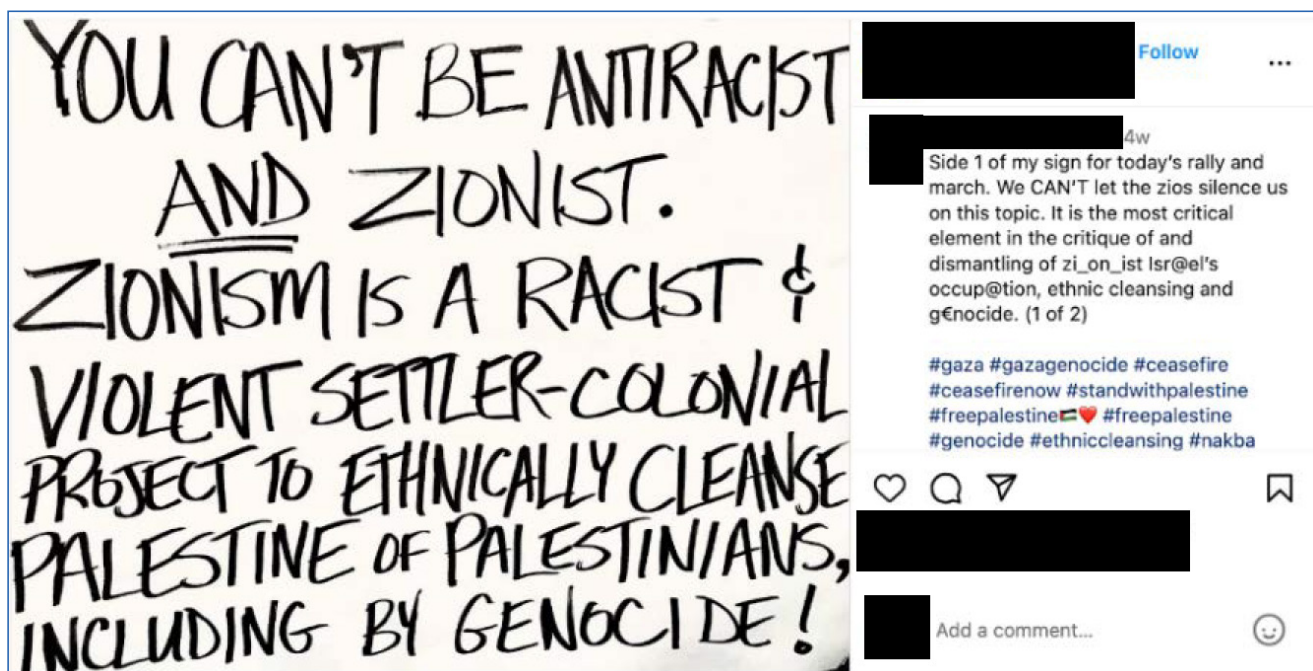 YOU CAN'T BE ANTIRACIST
AND ZIONIST.
ZIONISM IS A RACIST &
VIOLENT SETTLER-COLONIAL
PROJECT TO ETHNICALLY CLEANSE
PALESTINE OF PALESTINIANS,
INCLUDING BY GENOCIDE!
Follow
...
4w
Side 1 of my sign for today's rally and
march. We CAN'T let the zios silence us
on this topic. It is the most critical
element in the critique of and
dismantling of zi_on_ist Isr@el's
occup@tion, ethnic cleansing and
g€nocide. (1 of 2)
#gaza #gazagenocide #ceasefire
#ceasefirenow #standwithpalestine
#freepalestine🇵🇸❤️ #freepalestine
#genocide #ethniccleansing #nakba
Add a comment...